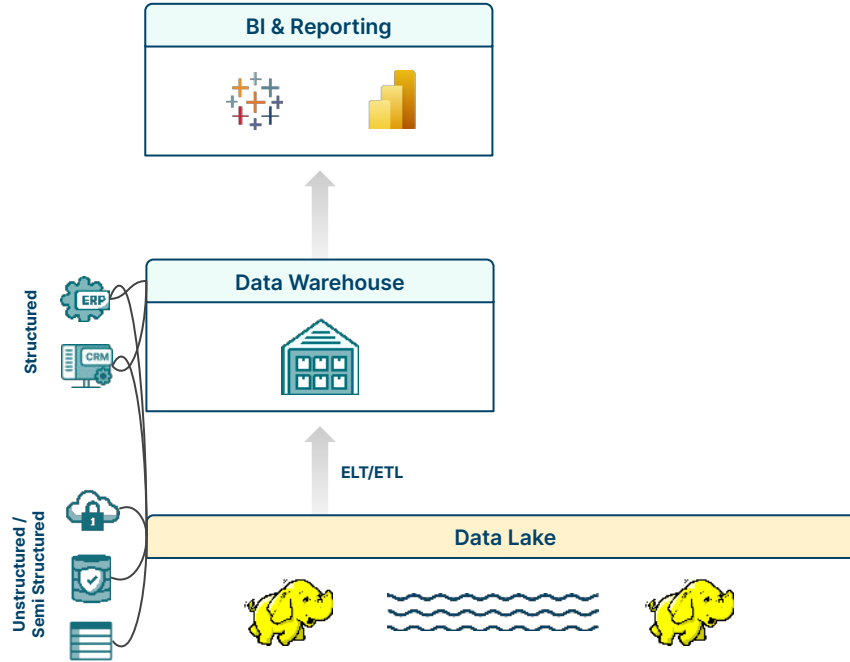 BI & Reporting
Data Warehouse
Structured
ERP
CRM
ELT/ETL
Data Lake
Unstructured /
Semi Structured